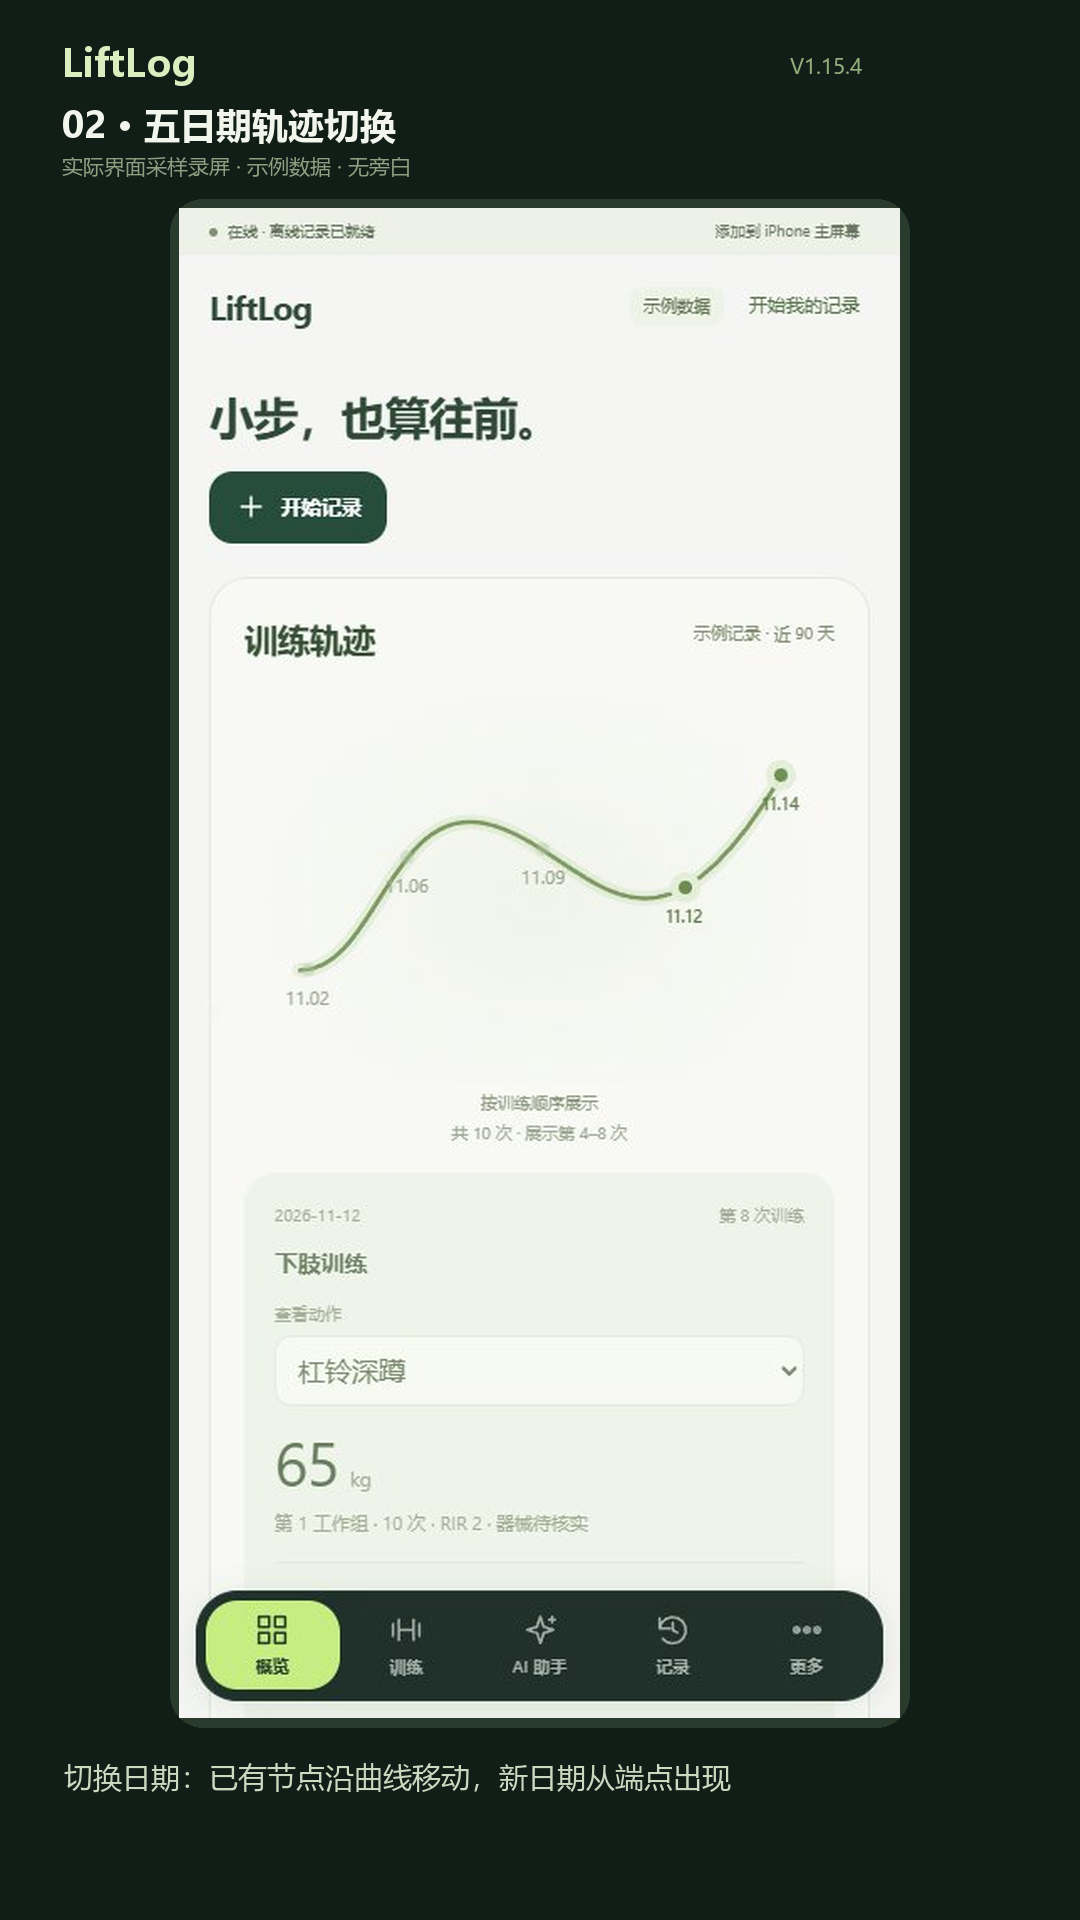 LiftLog
V1.15.4
02 · 五日期轨迹切换
实际界面采样录屏 · 示例数据 · 无旁白
在线 · 离线记录已就绪
添加到 iPhone 主屏幕
LiftLog
示例数据
开始我的记录
小步，也算往前。
+ 开始记录
训练轨迹
示例记录 · 近 90 天
11.14
11.06
11.09
11.12
11.02
按训练顺序展示
共 10 次 · 展示第 4–8 次
2026-11-12
第 8 次训练
下肢训练
查看动作
杠铃深蹲
65 kg
第 1 工作组 · 10 次 · RIR 2 · 器械待核实
概览
训练
AI 助手
记录
更多
切换日期：已有节点沿曲线移动，新日期从端点出现